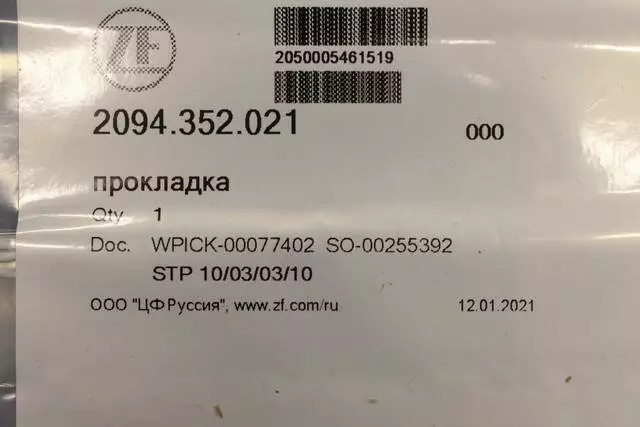 ZF
2050005461519
2094.352.021 000
прокладка
Qty. 1
Doc. WPICK-00077402 SO-00255392
STP 10/03/03/10
ООО "ЦФ Руссия", www.zf.com/ru 12.01.2021